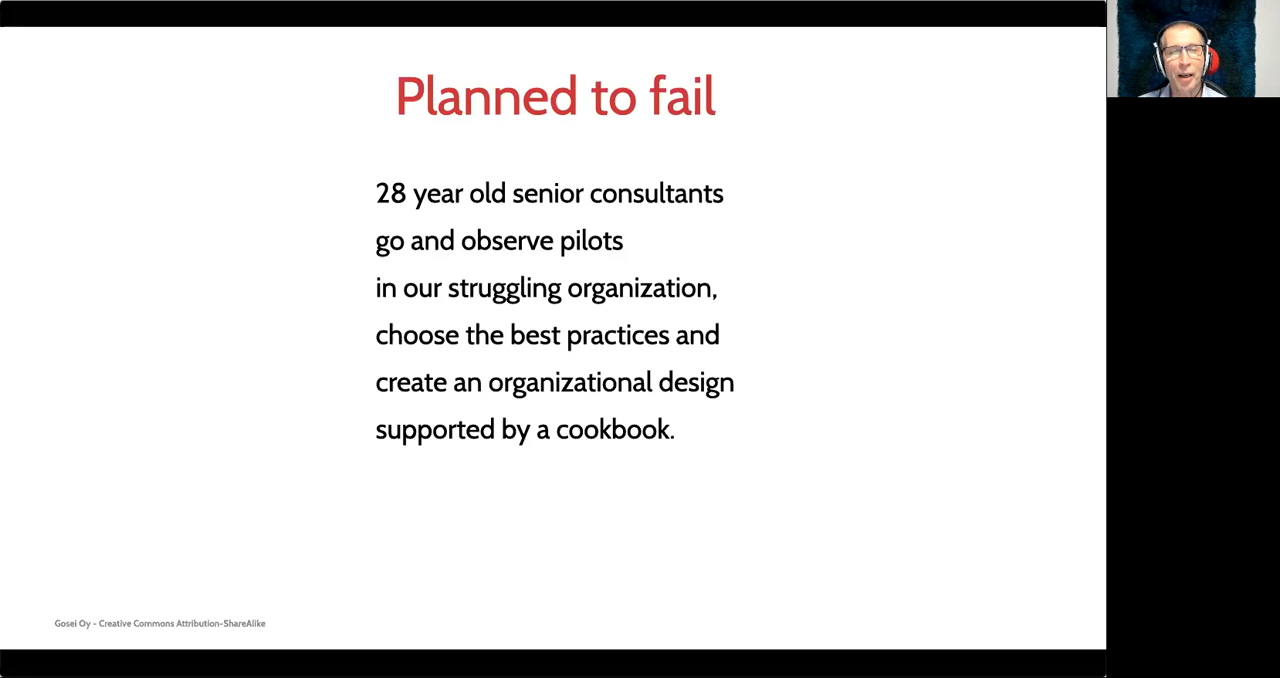 Planned to fail
28 year old senior consultants
go and observe pilots
in our struggling organization,
choose the best practices and
create an organizational design
supported by a cookbook.
Gosei Oy - Creative Commons Attribution-ShareAlike